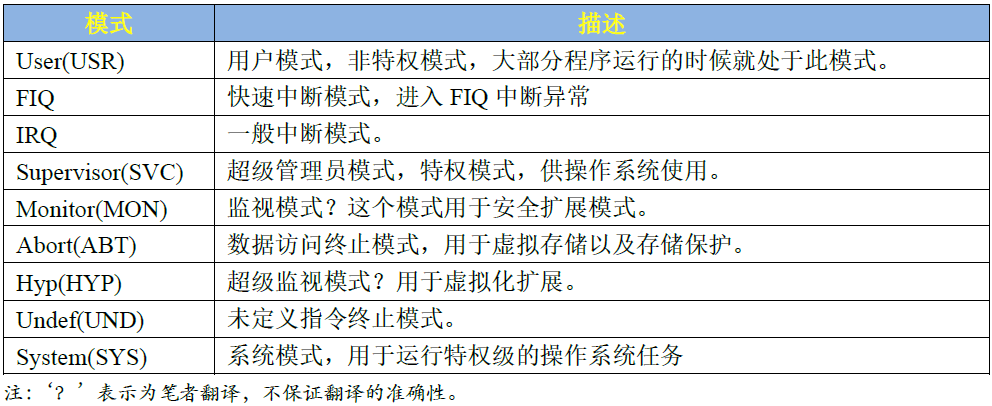 模式 描述
User(USR) 用户模式，非特权模式，大部分程序运行的时候就处于此模式。
FIQ 快速中断模式，进入 FIQ 中断异常
IRQ 一般中断模式。
Supervisor(SVC) 超级管理员模式，特权模式，供操作系统使用。
Monitor(MON) 监视模式？这个模式用于安全扩展模式。
Abort(ABT) 数据访问终止模式，用于虚拟存储以及存储保护。
Hyp(HYP) 超级监视模式？用于虚拟化扩展。
Undef(UND) 未定义指令终止模式。
System(SYS) 系统模式，用于运行特权级的操作系统任务
注：‘？’表示为笔者翻译，不保证翻译的准确性。